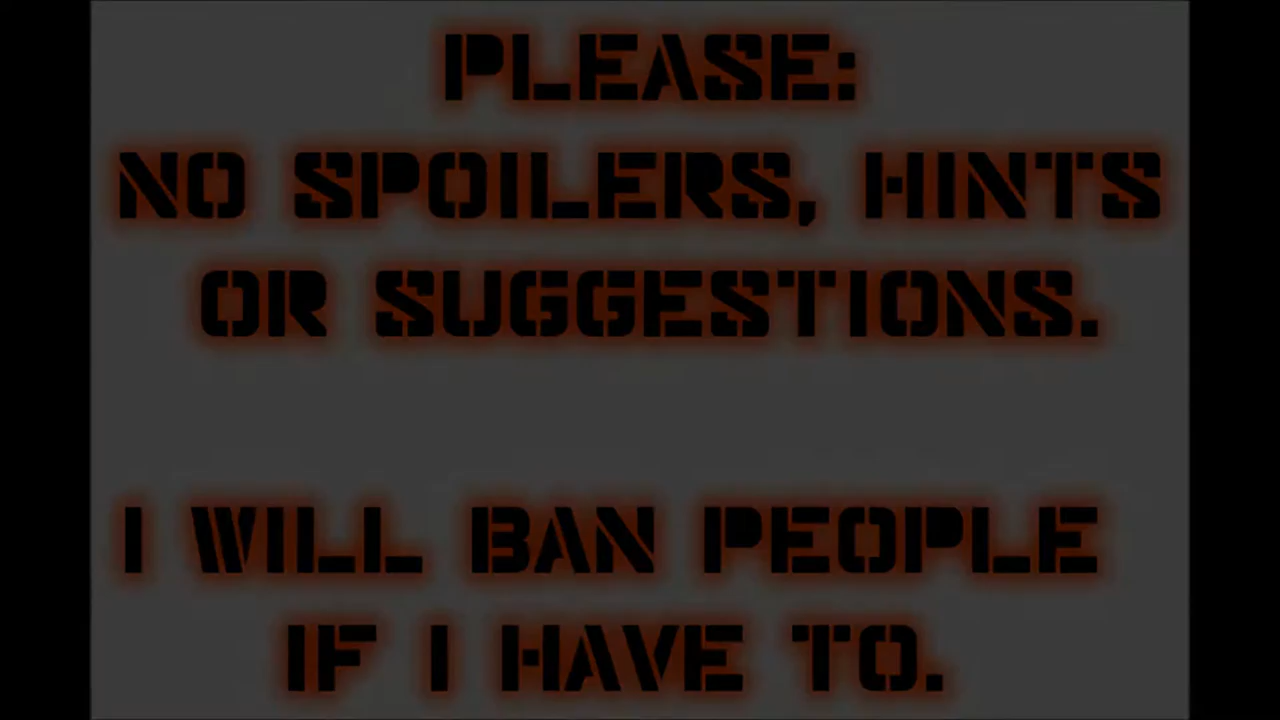 PLEASE:
NO SPOILERS, HINTS
OR SUGGESTIONS.
I WILL BAN PEOPLE
IF I HAVE TO.